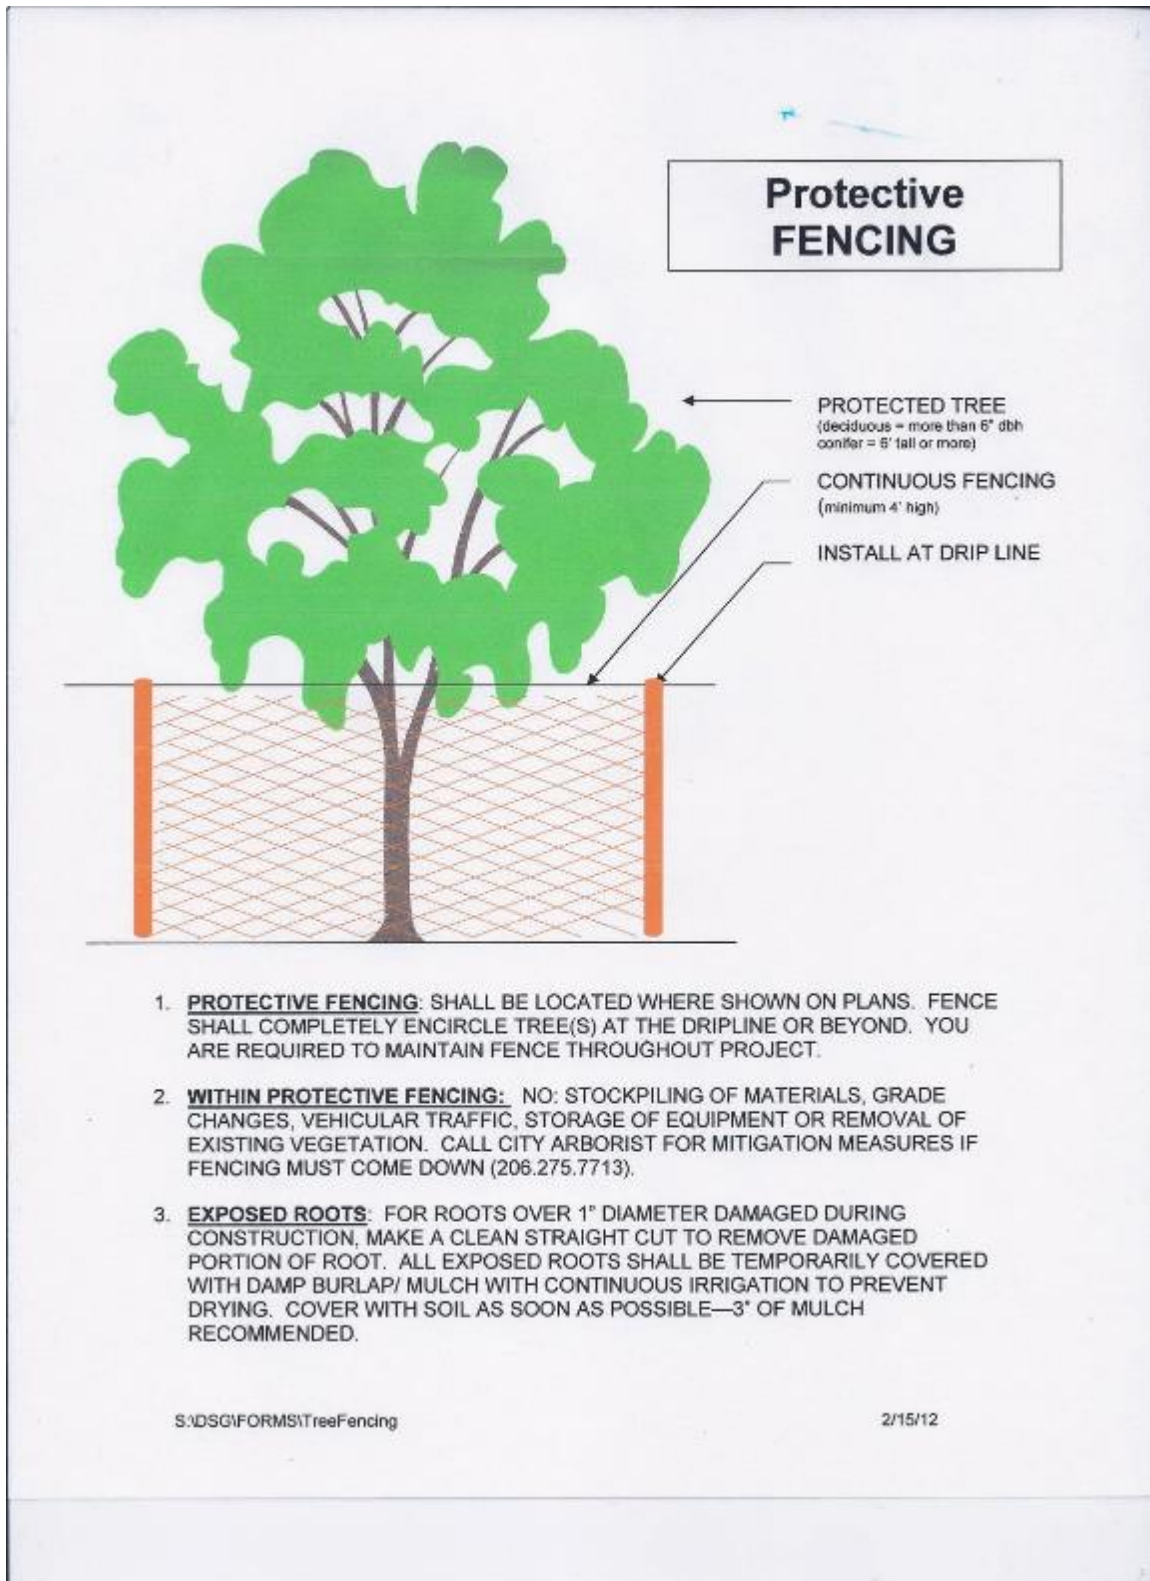 Protective
FENCING
PROTECTED TREE
(deciduous = more than 6" dbh
conifer = 6' tall or more)
CONTINUOUS FENCING
(minimum 4' high)
INSTALL AT DRIP LINE
1. PROTECTIVE FENCING: SHALL BE LOCATED WHERE SHOWN ON PLANS. FENCE
SHALL COMPLETELY ENCIRCLE TREE(S) AT THE DRIPLINE OR BEYOND. YOU
ARE REQUIRED TO MAINTAIN FENCE THROUGHOUT PROJECT.
2. WITHIN PROTECTIVE FENCING: NO: STOCKPILING OF MATERIALS, GRADE
CHANGES, VEHICULAR TRAFFIC, STORAGE OF EQUIPMENT OR REMOVAL OF
EXISTING VEGETATION. CALL CITY ARBORIST FOR MITIGATION MEASURES IF
FENCING MUST COME DOWN (206.275.7713).
3. EXPOSED ROOTS: FOR ROOTS OVER 1" DIAMETER DAMAGED DURING
CONSTRUCTION, MAKE A CLEAN STRAIGHT CUT TO REMOVE DAMAGED
PORTION OF ROOT. ALL EXPOSED ROOTS SHALL BE TEMPORARILY COVERED
WITH DAMP BURLAP/ MULCH WITH CONTINUOUS IRRIGATION TO PREVENT
DRYING. COVER WITH SOIL AS SOON AS POSSIBLE—3" OF MULCH
RECOMMENDED.
S:\DSG\FORMS\TreeFencing
2/15/12